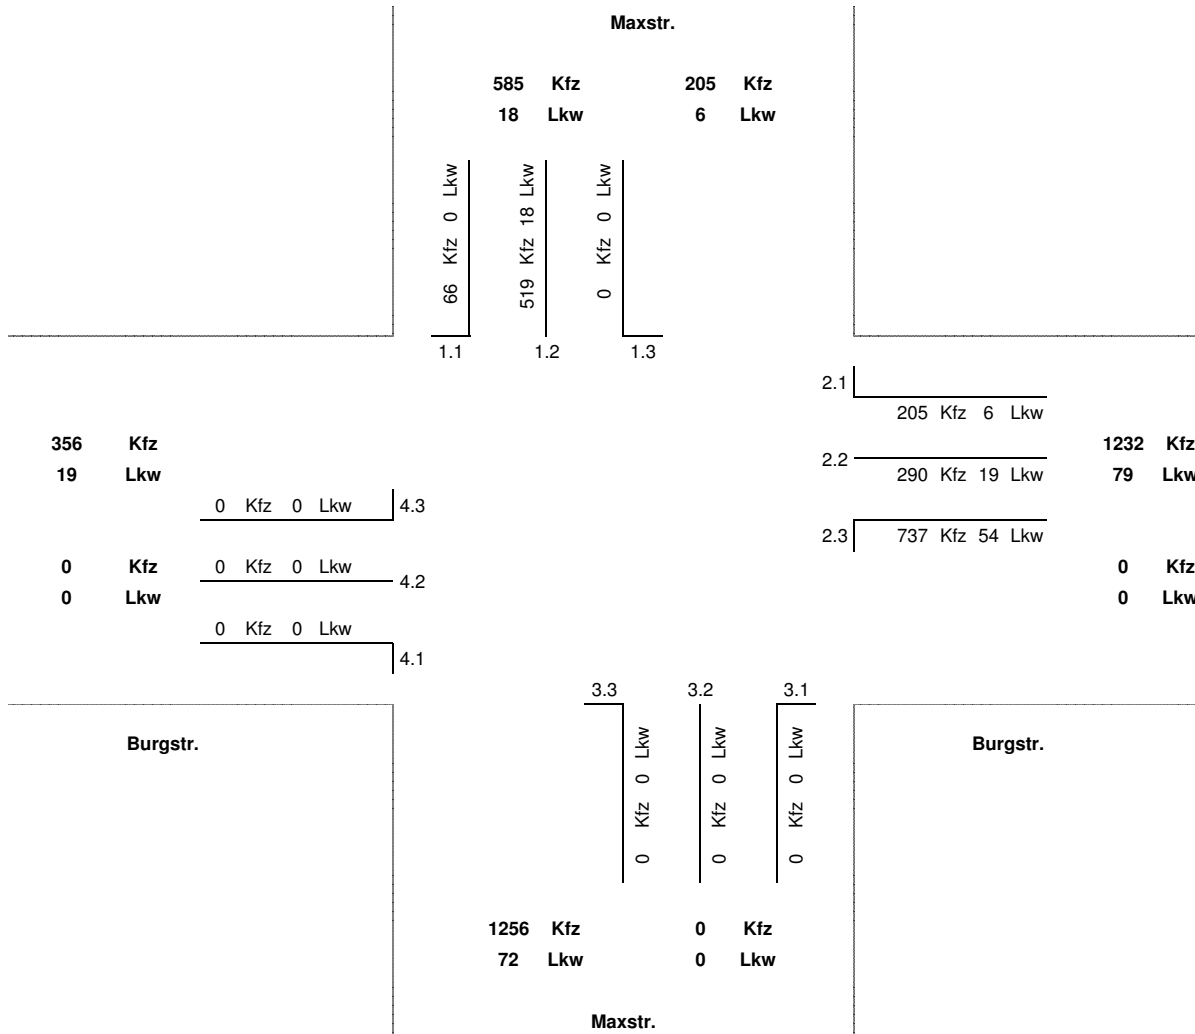 Maxstr.
585 Kfz 205 Kfz
18 Lkw 6 Lkw
66 Kfz 0 Lkw
519 Kfz 18 Lkw
0 Kfz 0 Lkw
1.1 1.2 1.3
2.1
205 Kfz 6 Lkw
356 Kfz
19 Lkw
1232 Kfz
79 Lkw
2.2
290 Kfz 19 Lkw
0 Kfz 0 Lkw 4.3
2.3 737 Kfz 54 Lkw
0 Kfz
0 Lkw
0 Kfz 0 Lkw 4.2
0 Kfz
0 Lkw
0 Kfz 0 Lkw
4.1
3.3 3.2 3.1
Burgstr.
Burgstr.
0 Kfz 0 Lkw
0 Kfz 0 Lkw
0 Kfz 0 Lkw
1256 Kfz 0 Kfz
72 Lkw 0 Lkw
Maxstr.